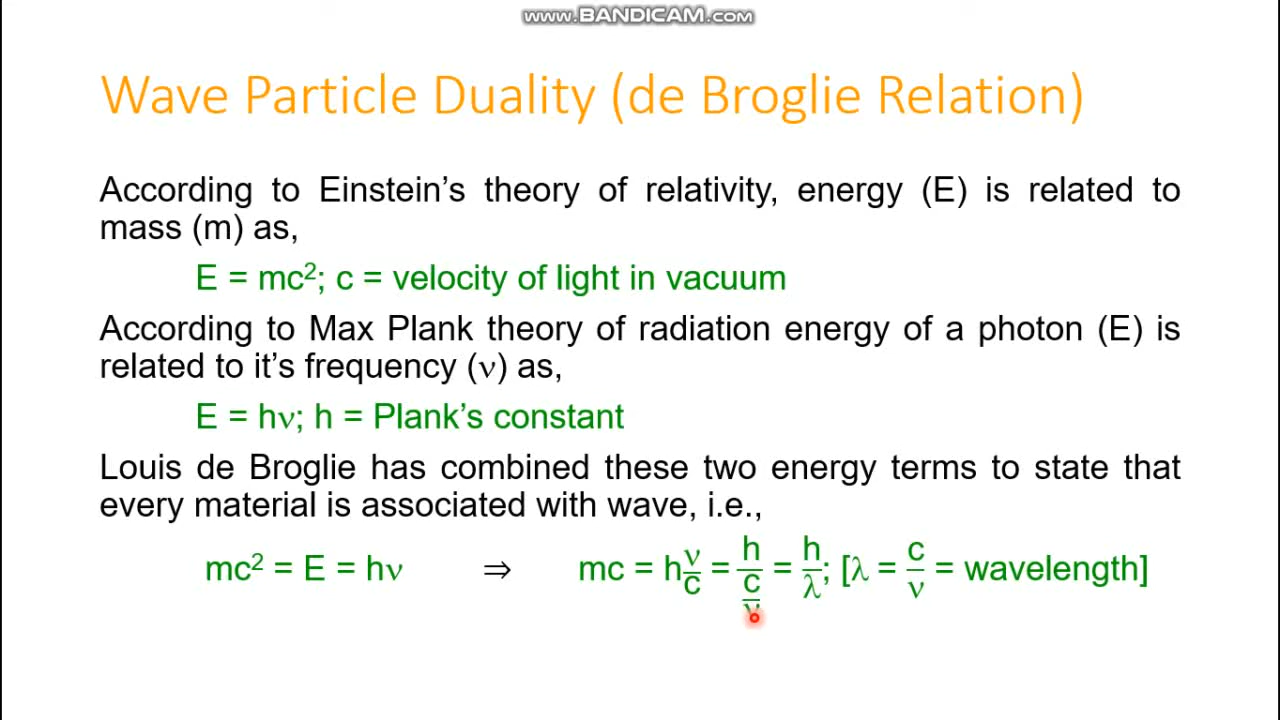 www.BANDICAM.com
Wave Particle Duality (de Broglie Relation)
According to Einstein’s theory of relativity, energy (E) is related to
mass (m) as,
E = mc²; c = velocity of light in vacuum
According to Max Plank theory of radiation energy of a photon (E) is
related to it’s frequency (ν) as,
E = hν; h = Plank’s constant
Louis de Broglie has combined these two energy terms to state that
every material is associated with wave, i.e.,
mc² = E = hν ⇒ mc = h ν/c = h/(c/ν) = h/λ; [λ = c/ν = wavelength]